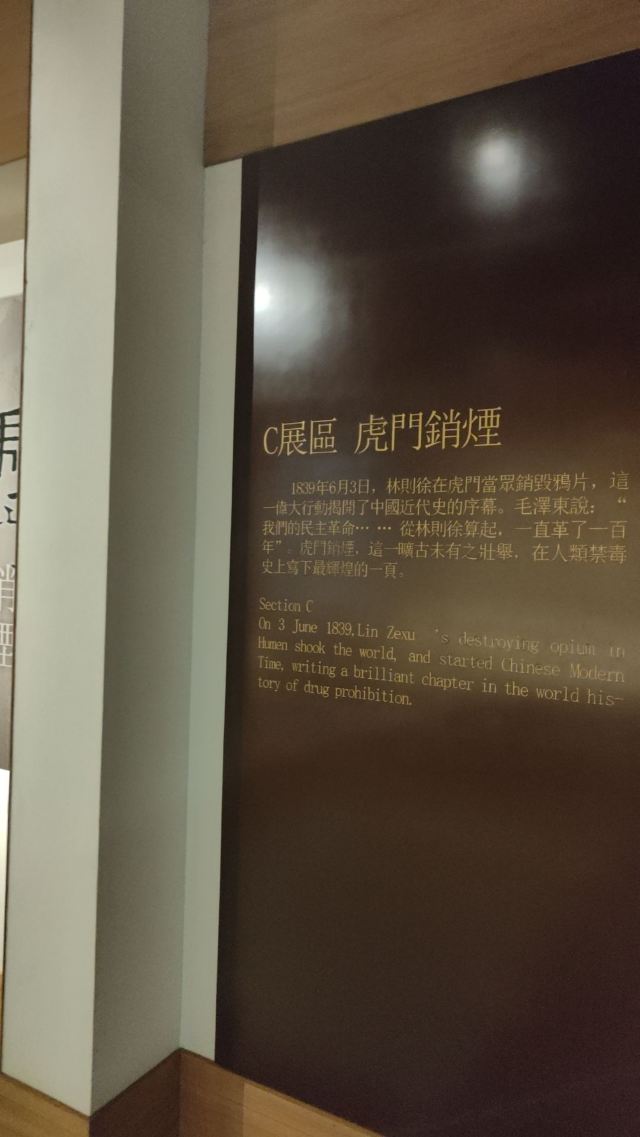 C展區 虎門銷煙
1839年6月3日，林則徐在虎門當眾銷毀鴉片，這
一偉大行動揭開了中國近代史的序幕。毛澤東說：“
我們的民主革命… …從林則徐算起，一直革了一百
年”。虎門銷煙，這一曠古未有之壯舉，在人類禁毒
史上寫下最輝煌的一頁。
Section C
On 3 June 1839,Lin Zexu 's destroying opium in
Humen shook the world, and started Chinese Modern
Time, writing a brilliant chapter in the world his-
tory of drug prohibition.
銷
煙